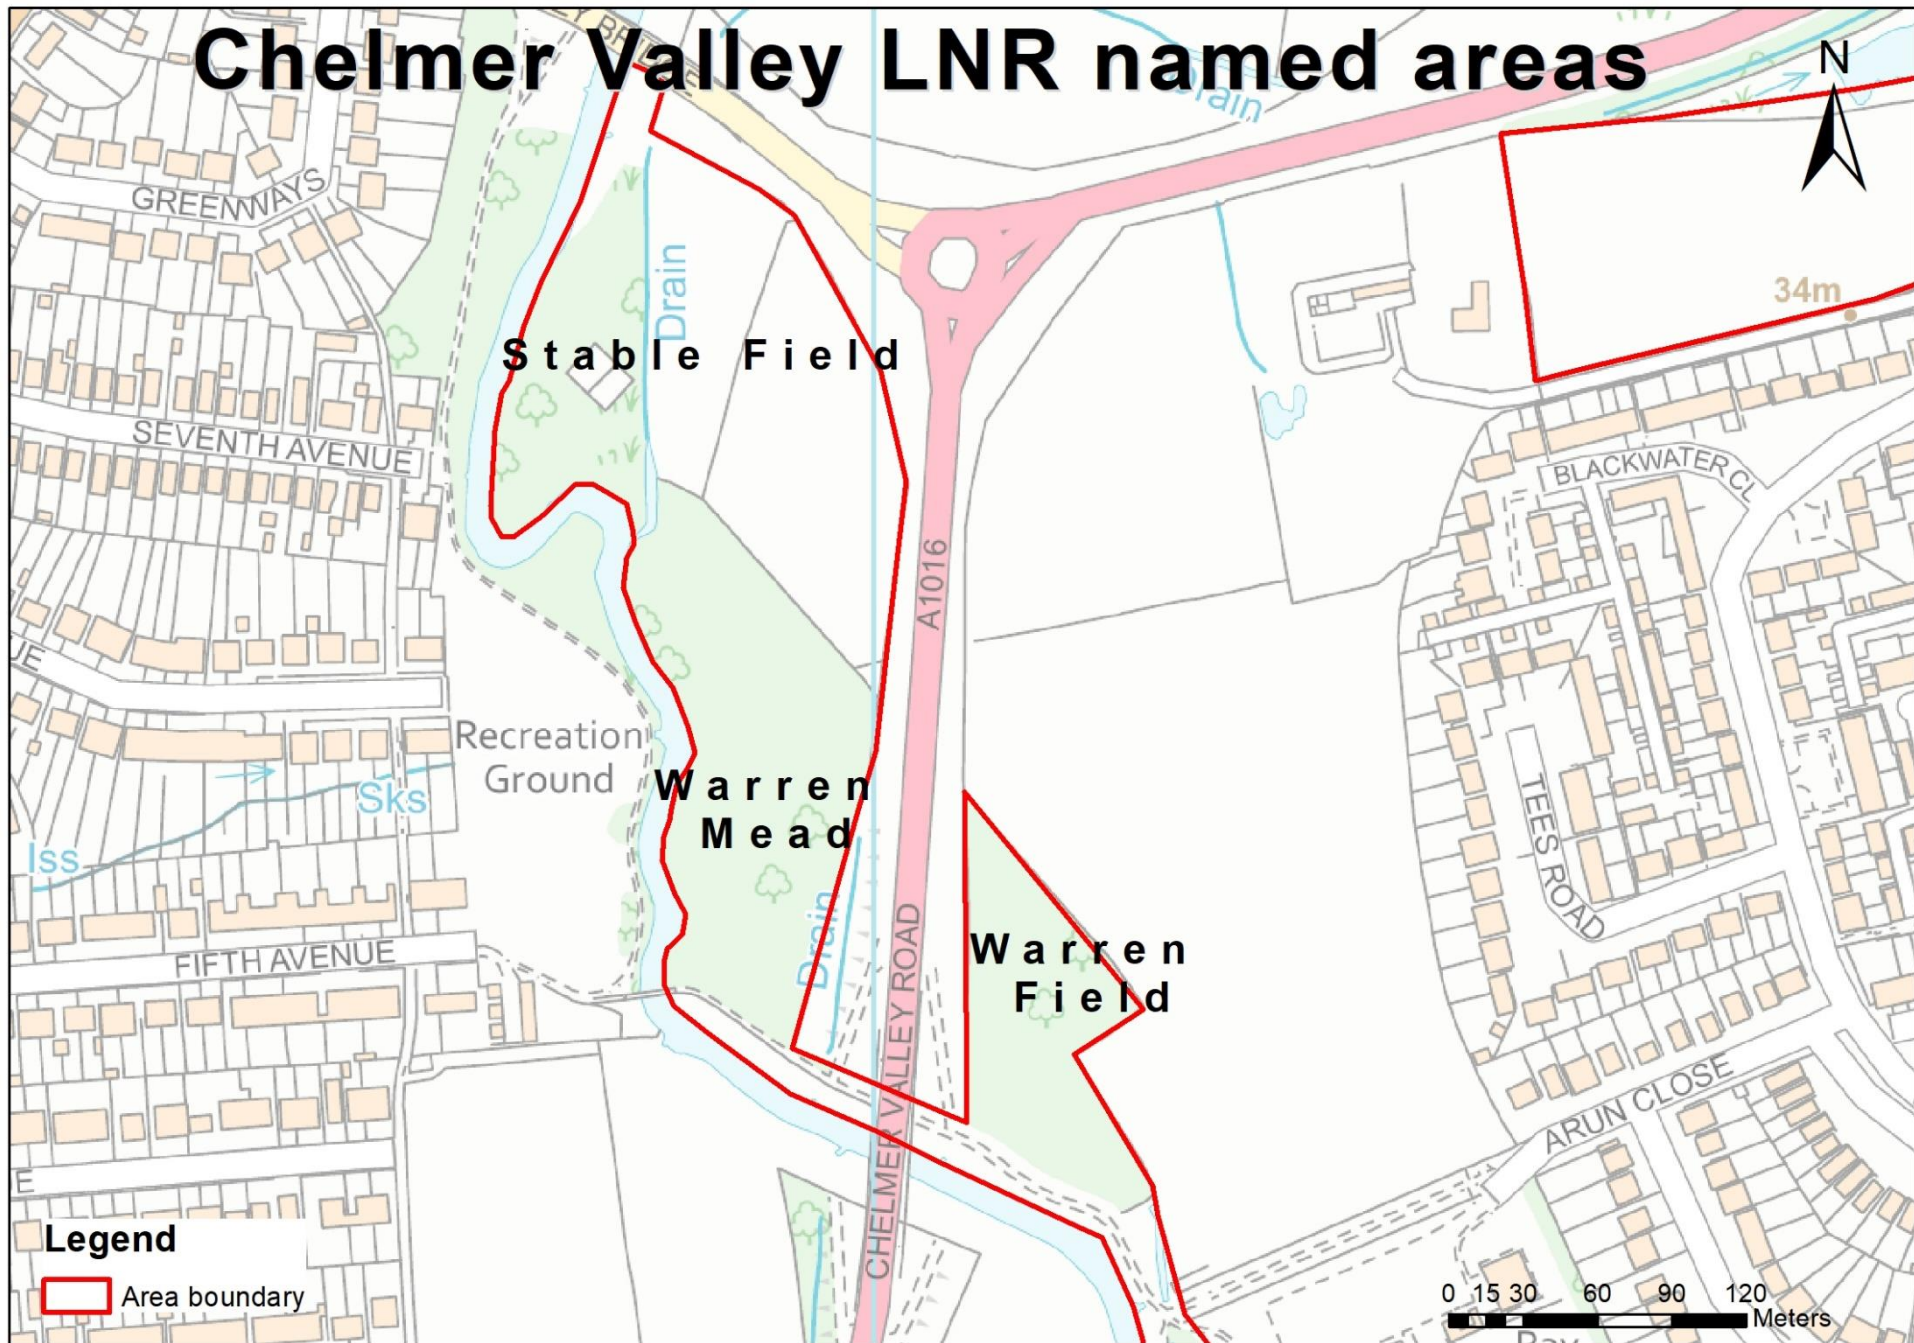 Chelmer Valley LNR named areas
N
Drain
GREENWAYS
34m
Drain
Stable Field
SEVENTH AVENUE
BLACKWATER CL
A1016
Recreation
Ground
Sks
Iss
Warren
Mead
TEES ROAD
Drain
FIFTH AVENUE
Warren
Field
CHELMER VALLEY ROAD
ARUN CLOSE
E
Legend
Area boundary
0 15 30 60 90 120
Meters